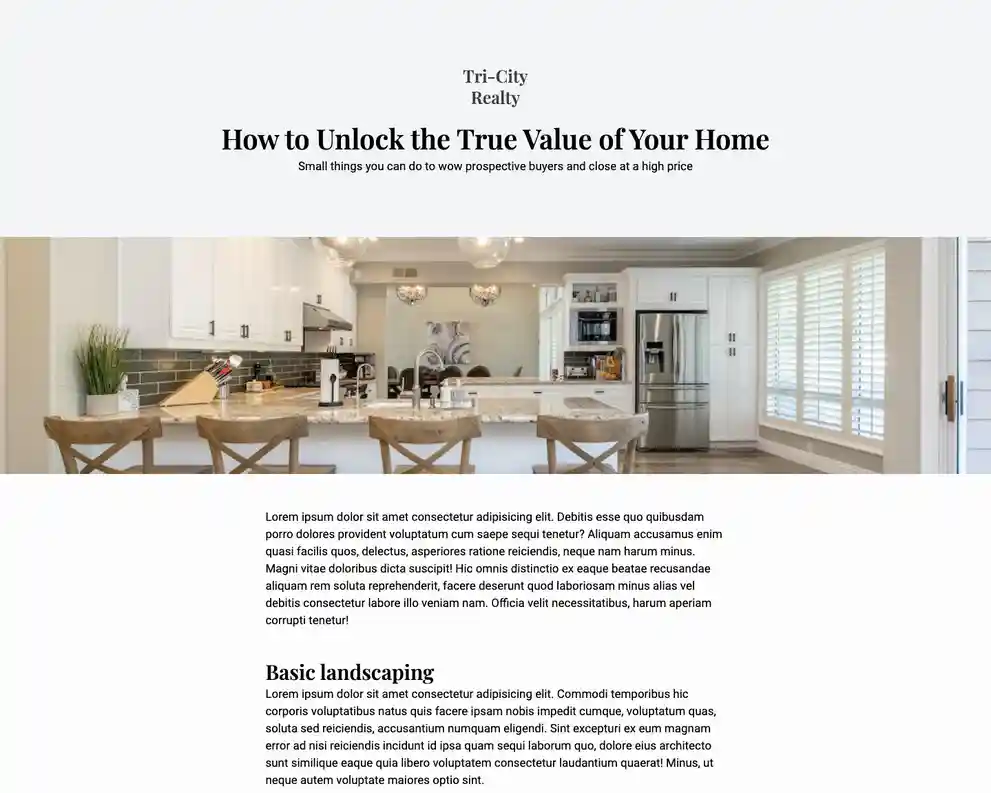 Tri-City
Realty
How to Unlock the True Value of Your Home
Small things you can do to wow prospective buyers and close at a high price
Lorem ipsum dolor sit amet consectetur adipisicing elit. Debitis esse quo quibusdam
porro dolores provident voluptatum cum saepe sequi tenetur? Aliquam accusamus enim
quasi facilis quos, delectus, asperiores ratione reiciendis, neque nam harum minus.
Magni vitae doloribus dicta suscipit! Hic omnis distinctio ex eaque beatae recusandae
aliquam rem soluta reprehenderit, facere deserunt quod laboriosam minus alias vel
debitis consectetur labore illo veniam nam. Officia velit necessitatibus, harum aperiam
corrupti tenetur!
Basic landscaping
Lorem ipsum dolor sit amet consectetur adipisicing elit. Commodi temporibus hic
corporis voluptatibus natus quis facere ipsam nobis impedit cumque, voluptatum quas,
soluta sed reiciendis, accusantium numquam eligendi. Sint excepturi ex eum magnam
error ad nisi reiciendis incidunt id ipsa quam sequi laborum quo, dolore eius architecto
sunt similique eaque quia libero voluptatem consectetur laudantium quaerat! Minus, ut
neque autem voluptate maiores optio sint.